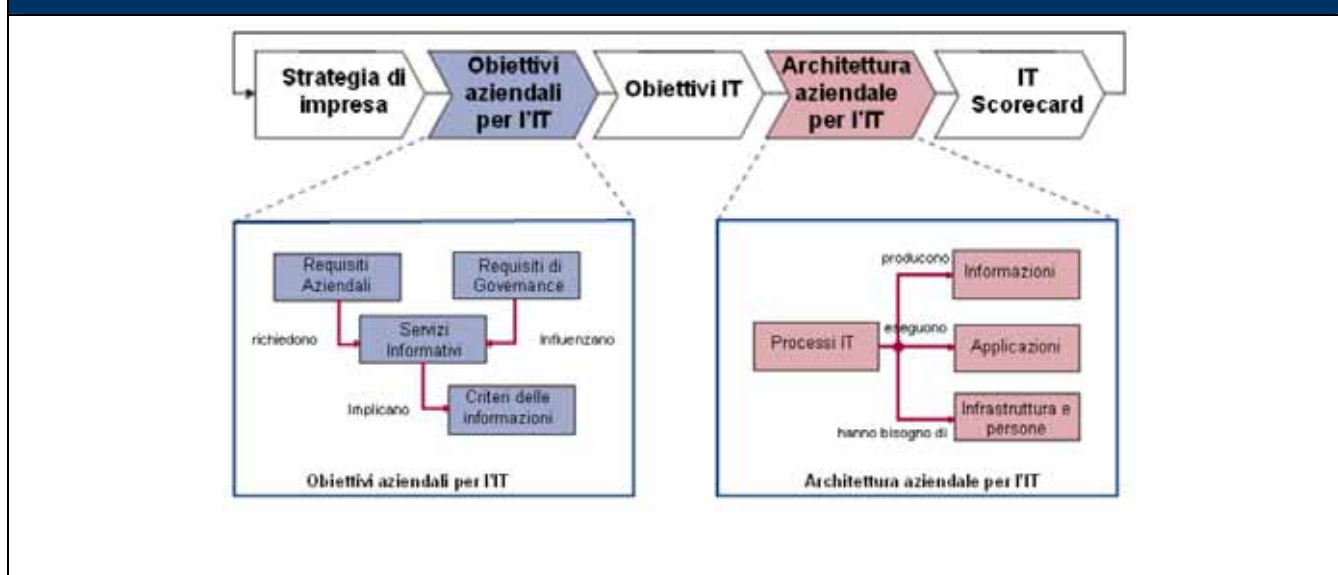 Strategia di
impresa
Obiettivi
aziendali
per l'IT
Obiettivi IT
Architettura
aziendale
per l'IT
IT
Scorecard
Requisiti
Aziendali
Requisiti di
Governance
richiedono
Servizi
Informativi
Influenzano
Implicano
Criteri delle
informazioni
Obiettivi aziendali per l'IT
producono
Informazioni
Processi IT
eseguono
Applicazioni
hanno bisogno di
Infrastruttura e
persone
Architettura aziendale per l'IT